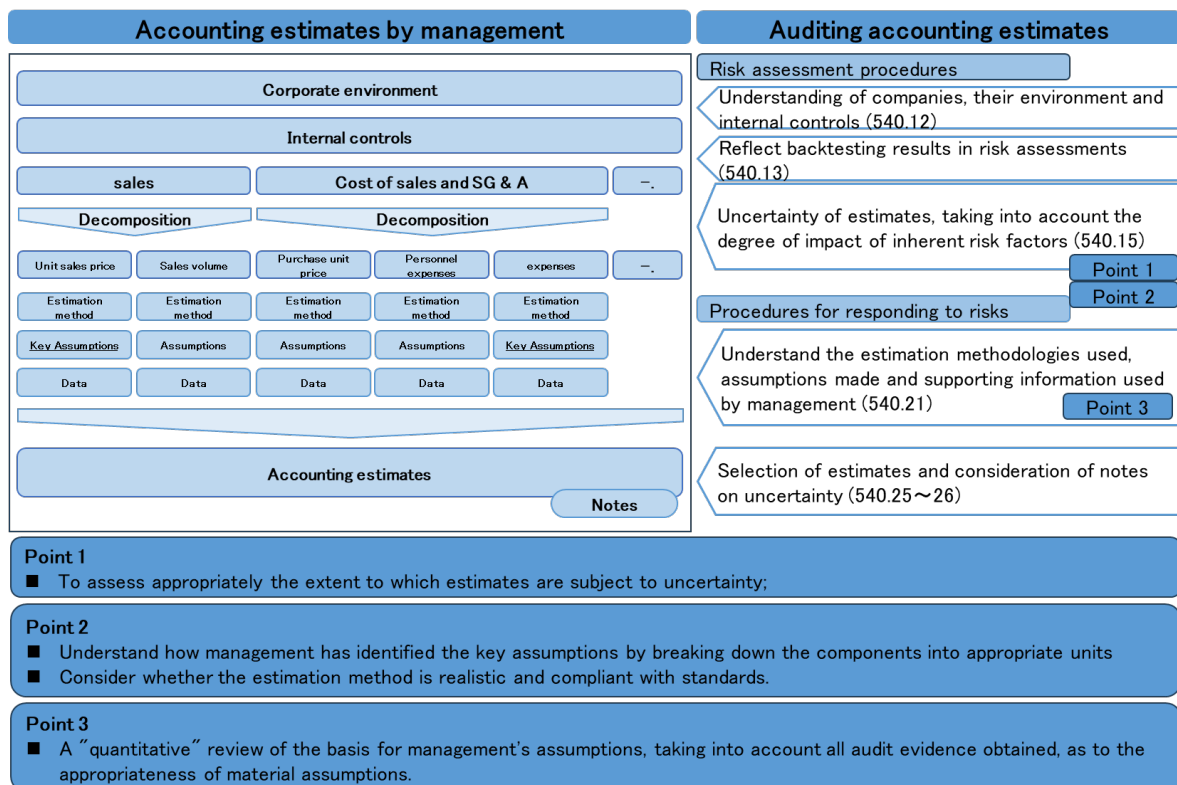 Accounting estimates by management
Auditing accounting estimates
Corporate environment
Internal controls
sales
Cost of sales and SG & A
−.
Decomposition
Decomposition
Unit sales price
Sales volume
Purchase unit
price
Personnel
expenses
expenses
−.
Estimation
method
Estimation
method
Estimation
method
Estimation
method
Estimation
method
Key Assumptions
Assumptions
Assumptions
Assumptions
Key Assumptions
Data
Data
Data
Data
Data
Accounting estimates
Notes
Risk assessment procedures
Understanding of companies, their environment and
internal controls (540.12)
Reflect backtesting results in risk assessments
(540.13)
Uncertainty of estimates, taking into account the
degree of impact of inherent risk factors (540.15)
Point 1
Point 2
Procedures for responding to risks
Understand the estimation methodologies used,
assumptions made and supporting information used
by management (540.21)
Point 3
Selection of estimates and consideration of notes
on uncertainty (540.25～26)
Point 1
■ To assess appropriately the extent to which estimates are subject to uncertainty;
Point 2
■ Understand how management has identified the key assumptions by breaking down the components into appropriate units
■ Consider whether the estimation method is realistic and compliant with standards.
Point 3
■ A "quantitative" review of the basis for management's assumptions, taking into account all audit evidence obtained, as to the
appropriateness of material assumptions.